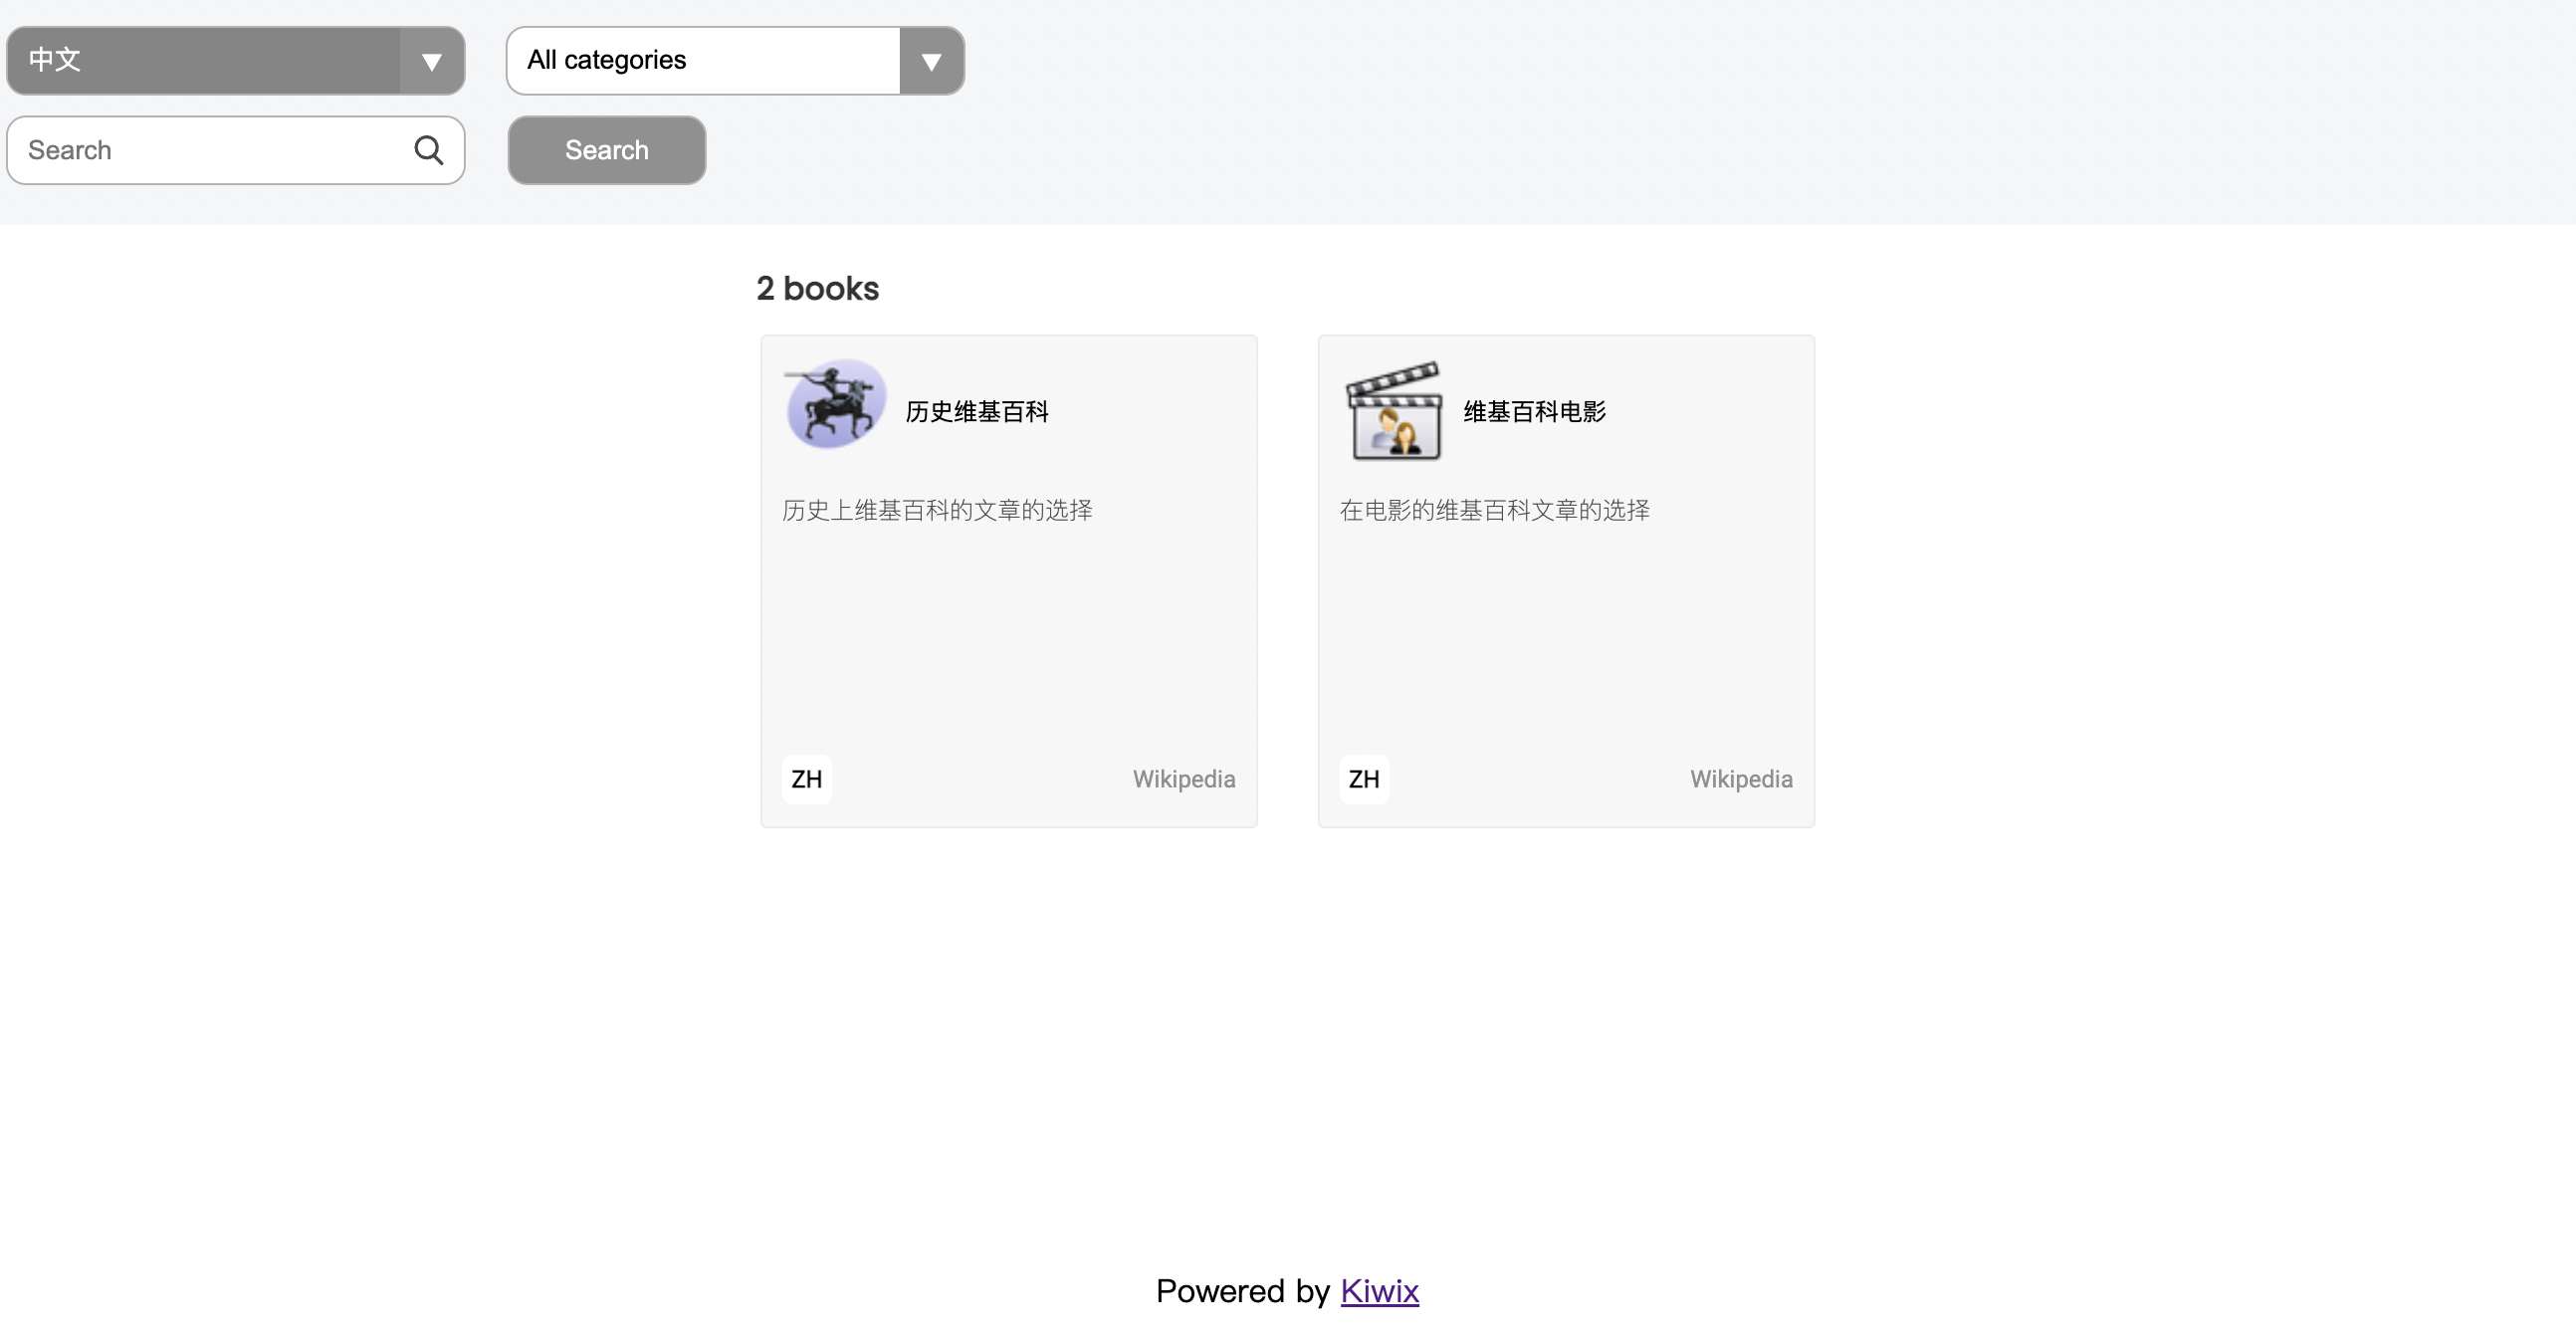 中文
All categories
Search
Search
2 books
历史维基百科
历史上维基百科的文章的选择
ZH
Wikipedia
维基百科电影
在电影的维基百科文章的选择
ZH
Wikipedia
Powered by Kiwix